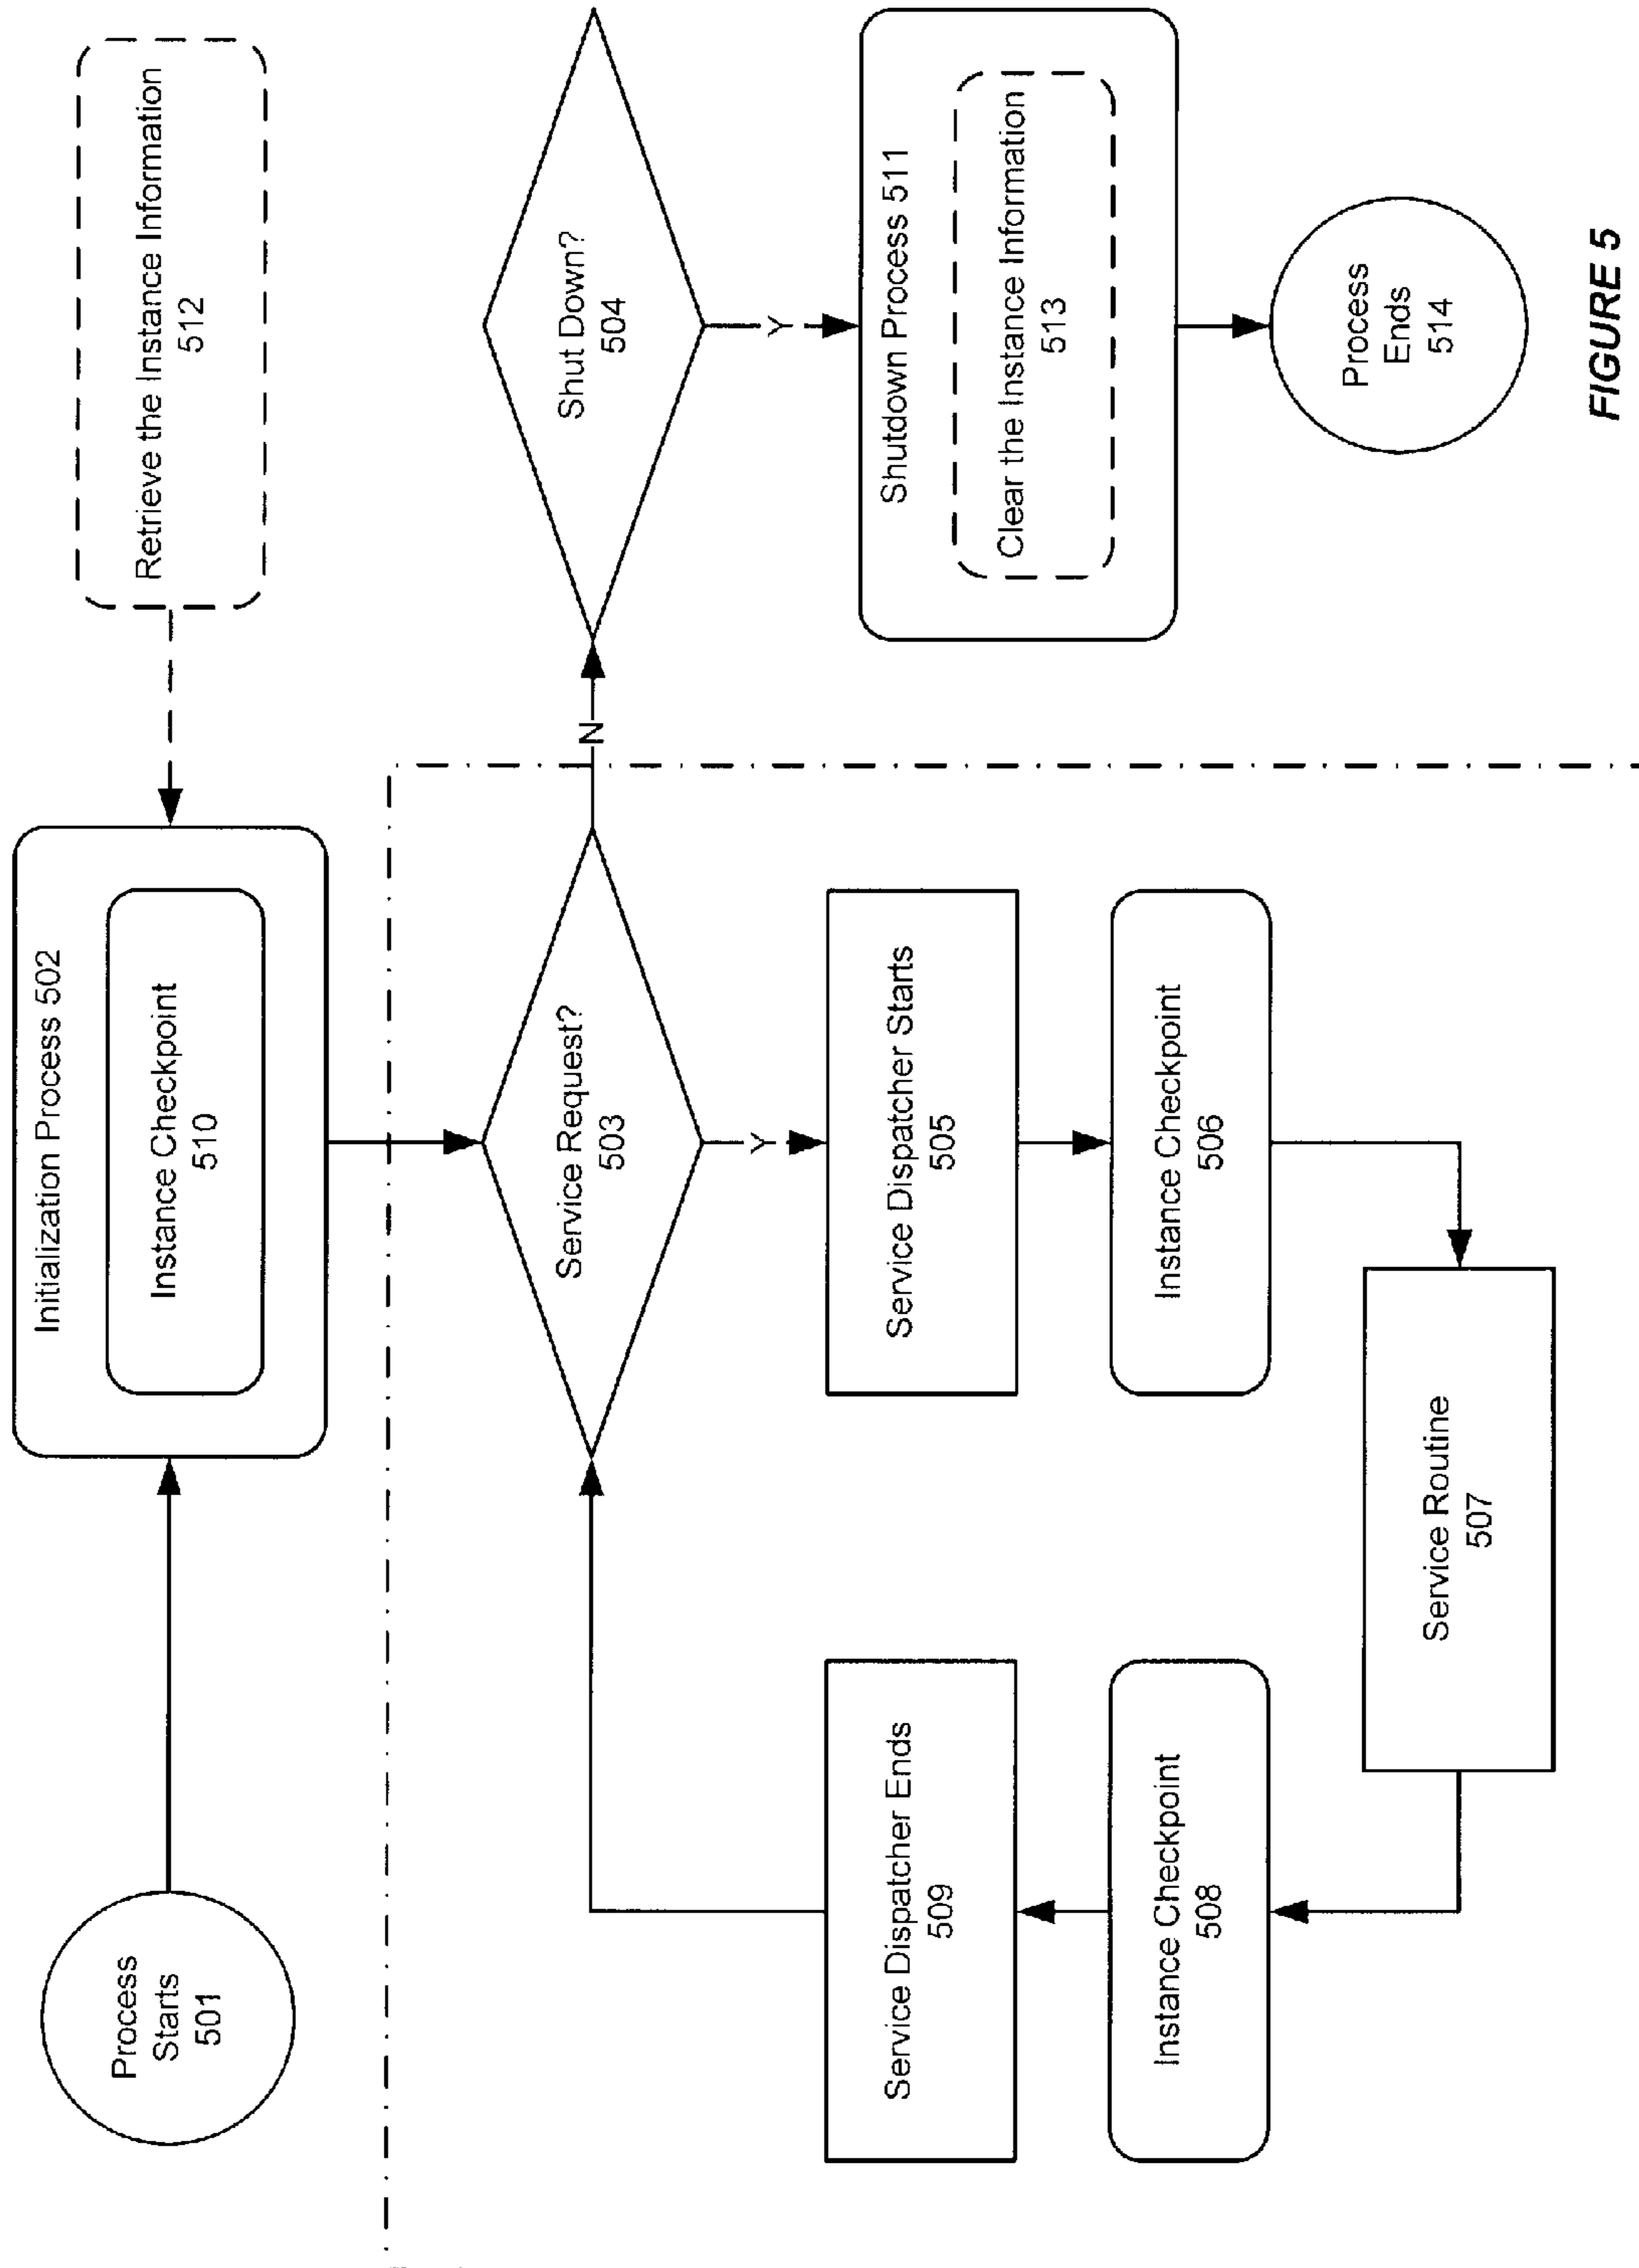 Process
Starts
501
Initialization Process 502
Instance Checkpoint
510
Retrieve the Instance Information
512
Service Request?
503
N
Shut Down?
504
Y
Y
Service Dispatcher Ends
509
Service Dispatcher Starts
505
Shutdown Process 511
Clear the Instance Information
513
Instance Checkpoint
508
Instance Checkpoint
506
Service Routine
507
Process
Ends
514
FIGURE 5